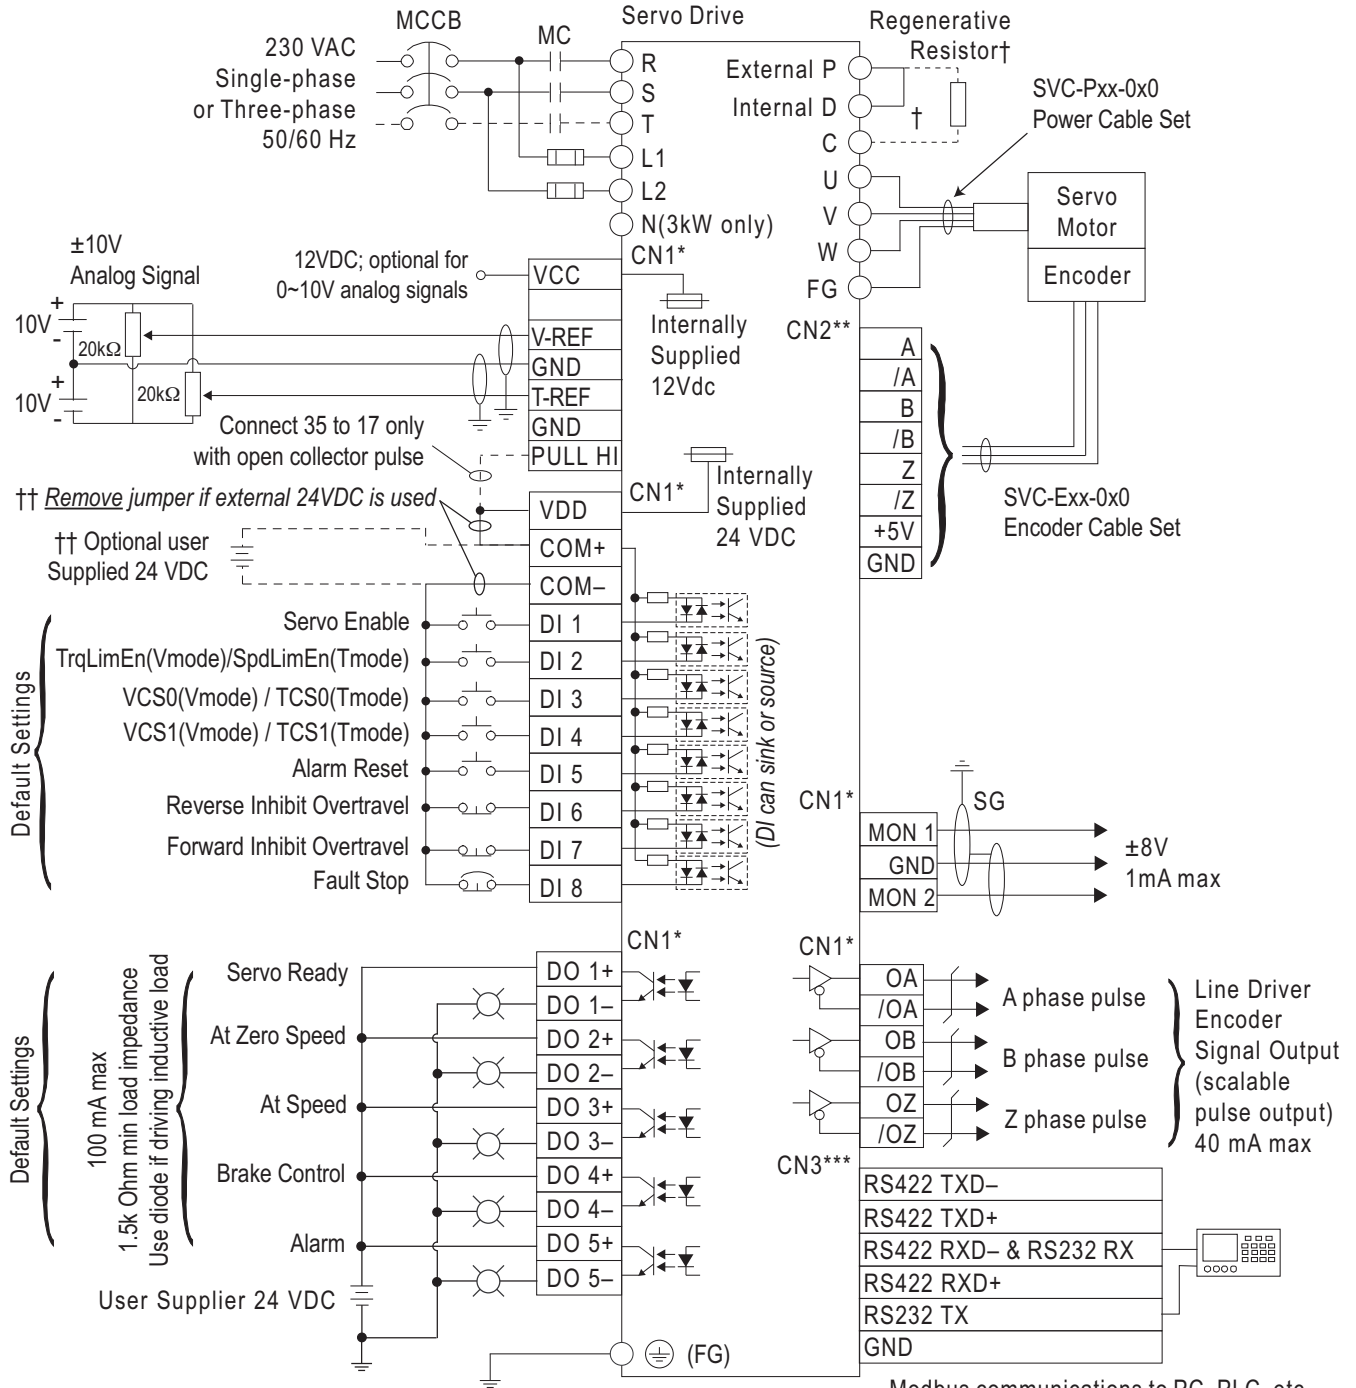 MCCB
Servo Drive
Regenerative
Resistor†
MC
230 VAC
Single-phase
or Three-phase
50/60 Hz
R
S
T
L1
L2
N(3kW only)
External P
Internal D
C
U
V
W
FG
†
SVC-Pxx-0x0
Power Cable Set
Servo
Motor
Encoder
±10V
Analog Signal
12VDC; optional for
0~10V analog signals
CN1*
VCC
V-REF
GND
T-REF
GND
PULL HI
Internally
Supplied
12Vdc
+
10V
-
20kΩ
+
10V
-
20kΩ
Connect 35 to 17 only
with open collector pulse
†† Remove jumper if external 24VDC is used
†† Optional user
Supplied 24 VDC
CN1*
VDD
COM+
COM–
Internally
Supplied
24 VDC
CN2**
A
/A
B
/B
Z
/Z
+5V
GND
SVC-Exx-0x0
Encoder Cable Set
Default Settings
Servo Enable
DI 1
TrqLimEn(Vmode)/SpdLimEn(Tmode)
DI 2
VCS0(Vmode) / TCS0(Tmode)
DI 3
VCS1(Vmode) / TCS1(Tmode)
DI 4
Alarm Reset
DI 5
Reverse Inhibit Overtravel
DI 6
Forward Inhibit Overtravel
DI 7
Fault Stop
DI 8
(DI can sink or source)
CN1*
SG
MON 1
GND
MON 2
±8V
1mA max
Default Settings
100 mA max
1.5k Ohm min load impedance
Use diode if driving inductive load
CN1*
Servo Ready
DO 1+
DO 1–
At Zero Speed
DO 2+
DO 2–
At Speed
DO 3+
DO 3–
Brake Control
DO 4+
DO 4–
Alarm
DO 5+
DO 5–
User Supplier 24 VDC
(FG)
CN1*
OA
/OA
OB
/OB
OZ
/OZ
A phase pulse
B phase pulse
Z phase pulse
Line Driver
Encoder
Signal Output
(scalable
pulse output)
40 mA max
CN3***
RS422 TXD–
RS422 TXD+
RS422 RXD– & RS232 RX
RS422 RXD+
RS232 TX
GND
Modbus communications to PC, PLC, etc.